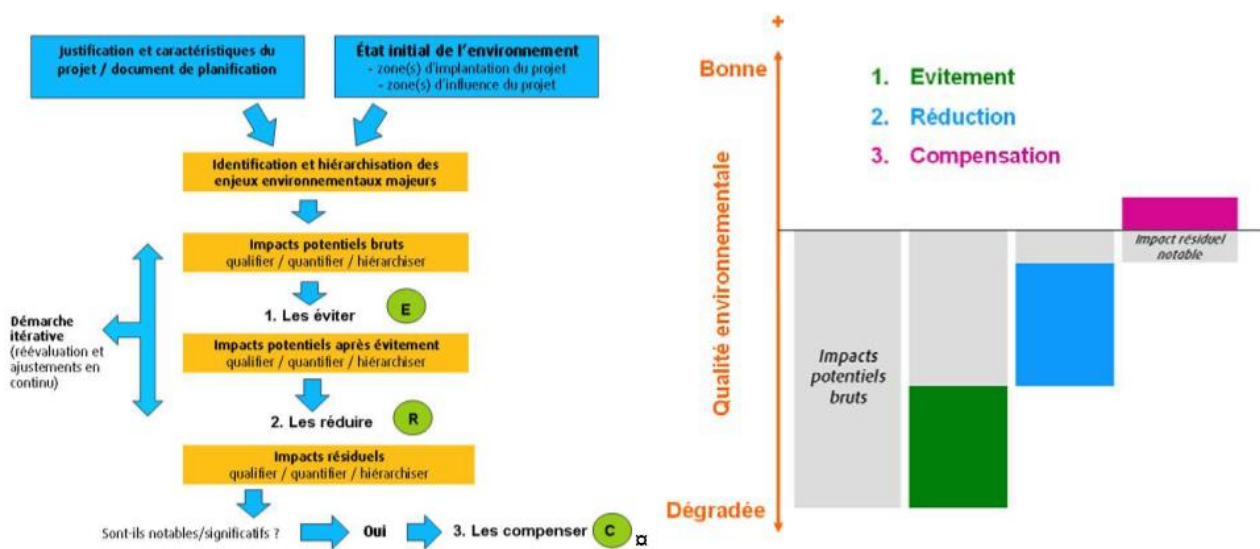 Justification et caractéristiques du
projet / document de planification
État initial de l'environnement
- zone(s) d'implantation du projet
- zone(s) d'influence du projet
Identification et hiérarchisation des
enjeux environnementaux majeurs
Impacts potentiels bruts
qualifier / quantifier / hiérarchiser
1. Les éviter
E
Démarche
itérative
(réévaluation et
ajustements en
continu)
Impacts potentiels après évitement
qualifier / quantifier / hiérarchiser
2. Les réduire
R
Impacts résiduels
qualifier / quantifier / hiérarchiser
Sont-ils notables/significatifs ?
Oui
3. Les compenser
C
¤
+
Bonne
Qualité environnementale
Dégradée
1. Evitement
2. Réduction
3. Compensation
Impacts
potentiels
bruts
Impact résiduel
notable